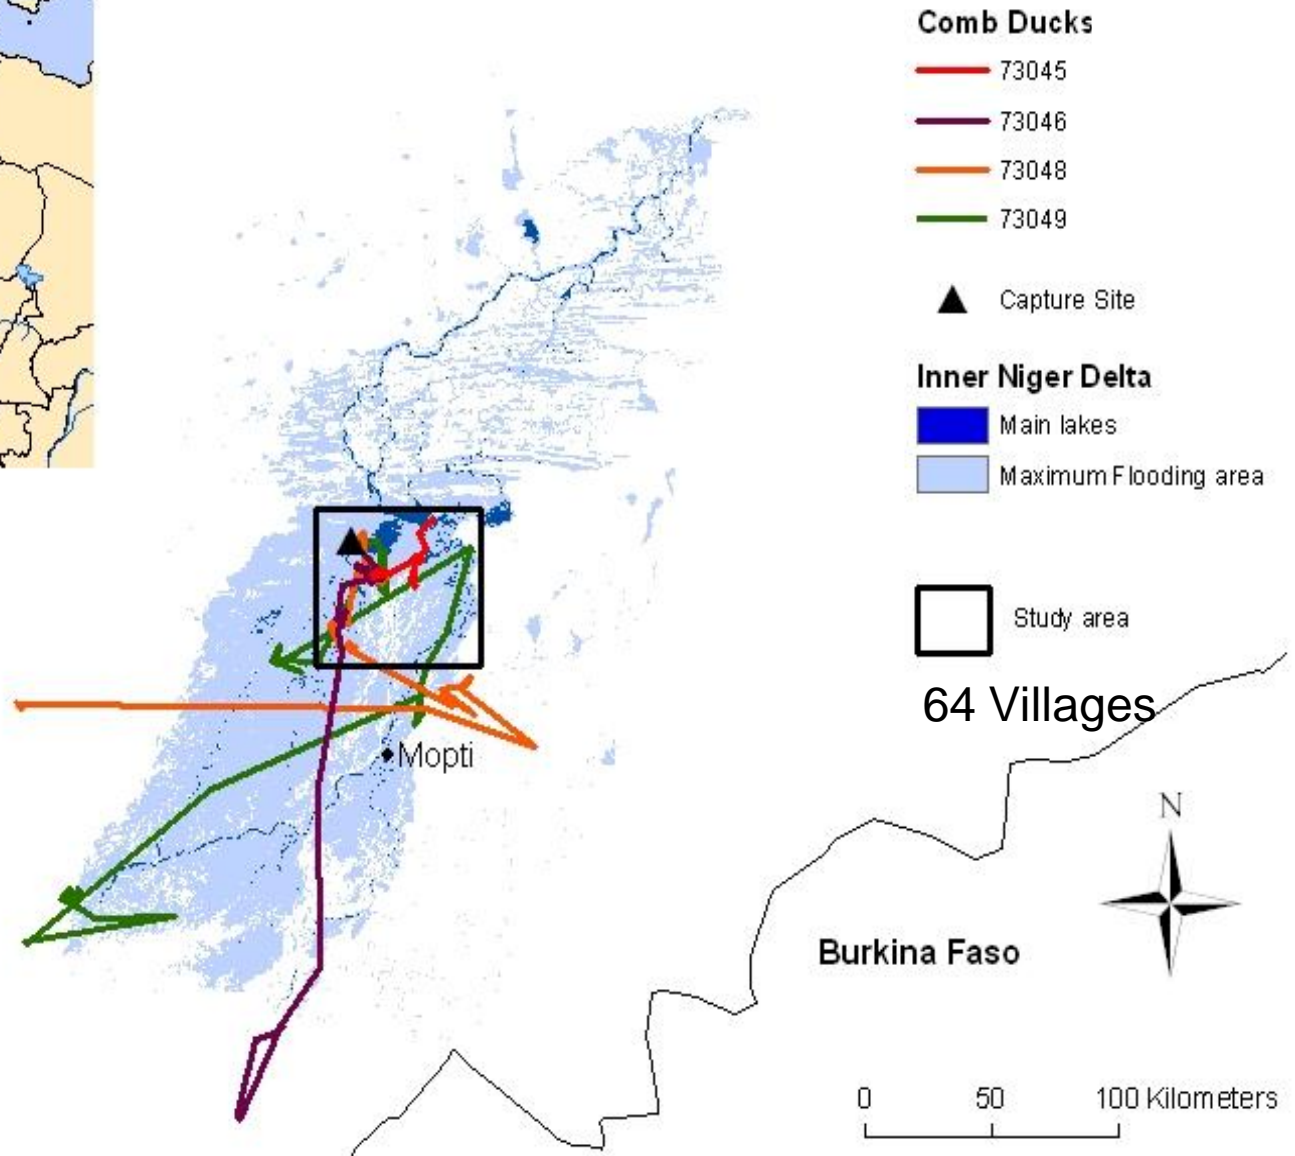 Comb Ducks
73045
73046
73048
73049
Capture Site
Inner Niger Delta
Main lakes
Maximum Flooding area
Study area
64 Villages
Mopti
N
Burkina Faso
0 50 100 Kilometers